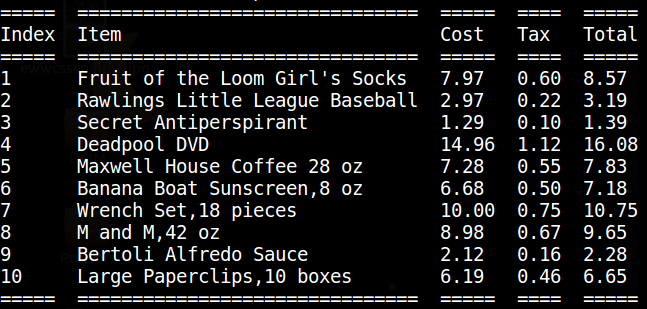 ===== =============================== ===== ==== =====
Index Item Cost Tax Total
===== =============================== ===== ==== =====
1 Fruit of the Loom Girl's Socks 7.97 0.60 8.57
2 Rawlings Little League Baseball 2.97 0.22 3.19
3 Secret Antiperspirant 1.29 0.10 1.39
4 Deadpool DVD 14.96 1.12 16.08
5 Maxwell House Coffee 28 oz 7.28 0.55 7.83
6 Banana Boat Sunscreen,8 oz 6.68 0.50 7.18
7 Wrench Set,18 pieces 10.00 0.75 10.75
8 M and M,42 oz 8.98 0.67 9.65
9 Bertoli Alfredo Sauce 2.12 0.16 2.28
10 Large Paperclips,10 boxes 6.19 0.46 6.65
===== =============================== ===== ==== =====